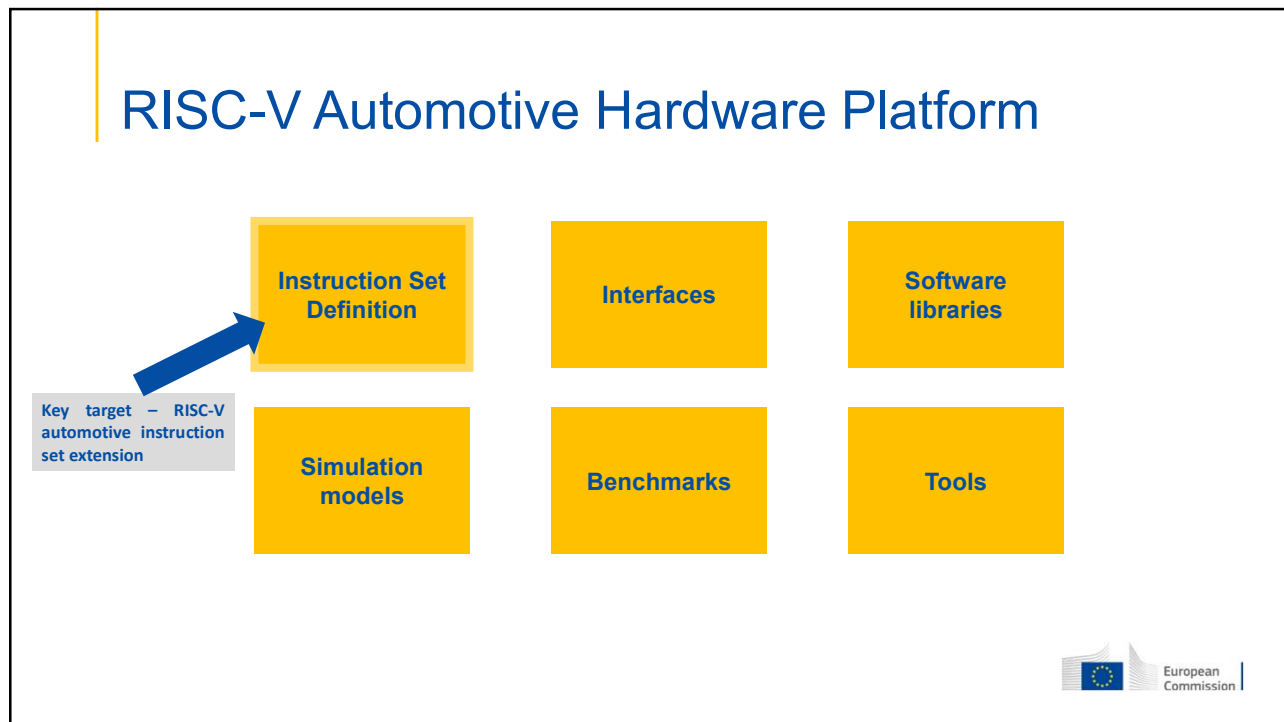 RISC-V Automotive Hardware Platform
Instruction Set
Definition
Interfaces
Software
libraries
Key target – RISC-V
automotive instruction
set extension
Simulation
models
Benchmarks
Tools
European
Commission